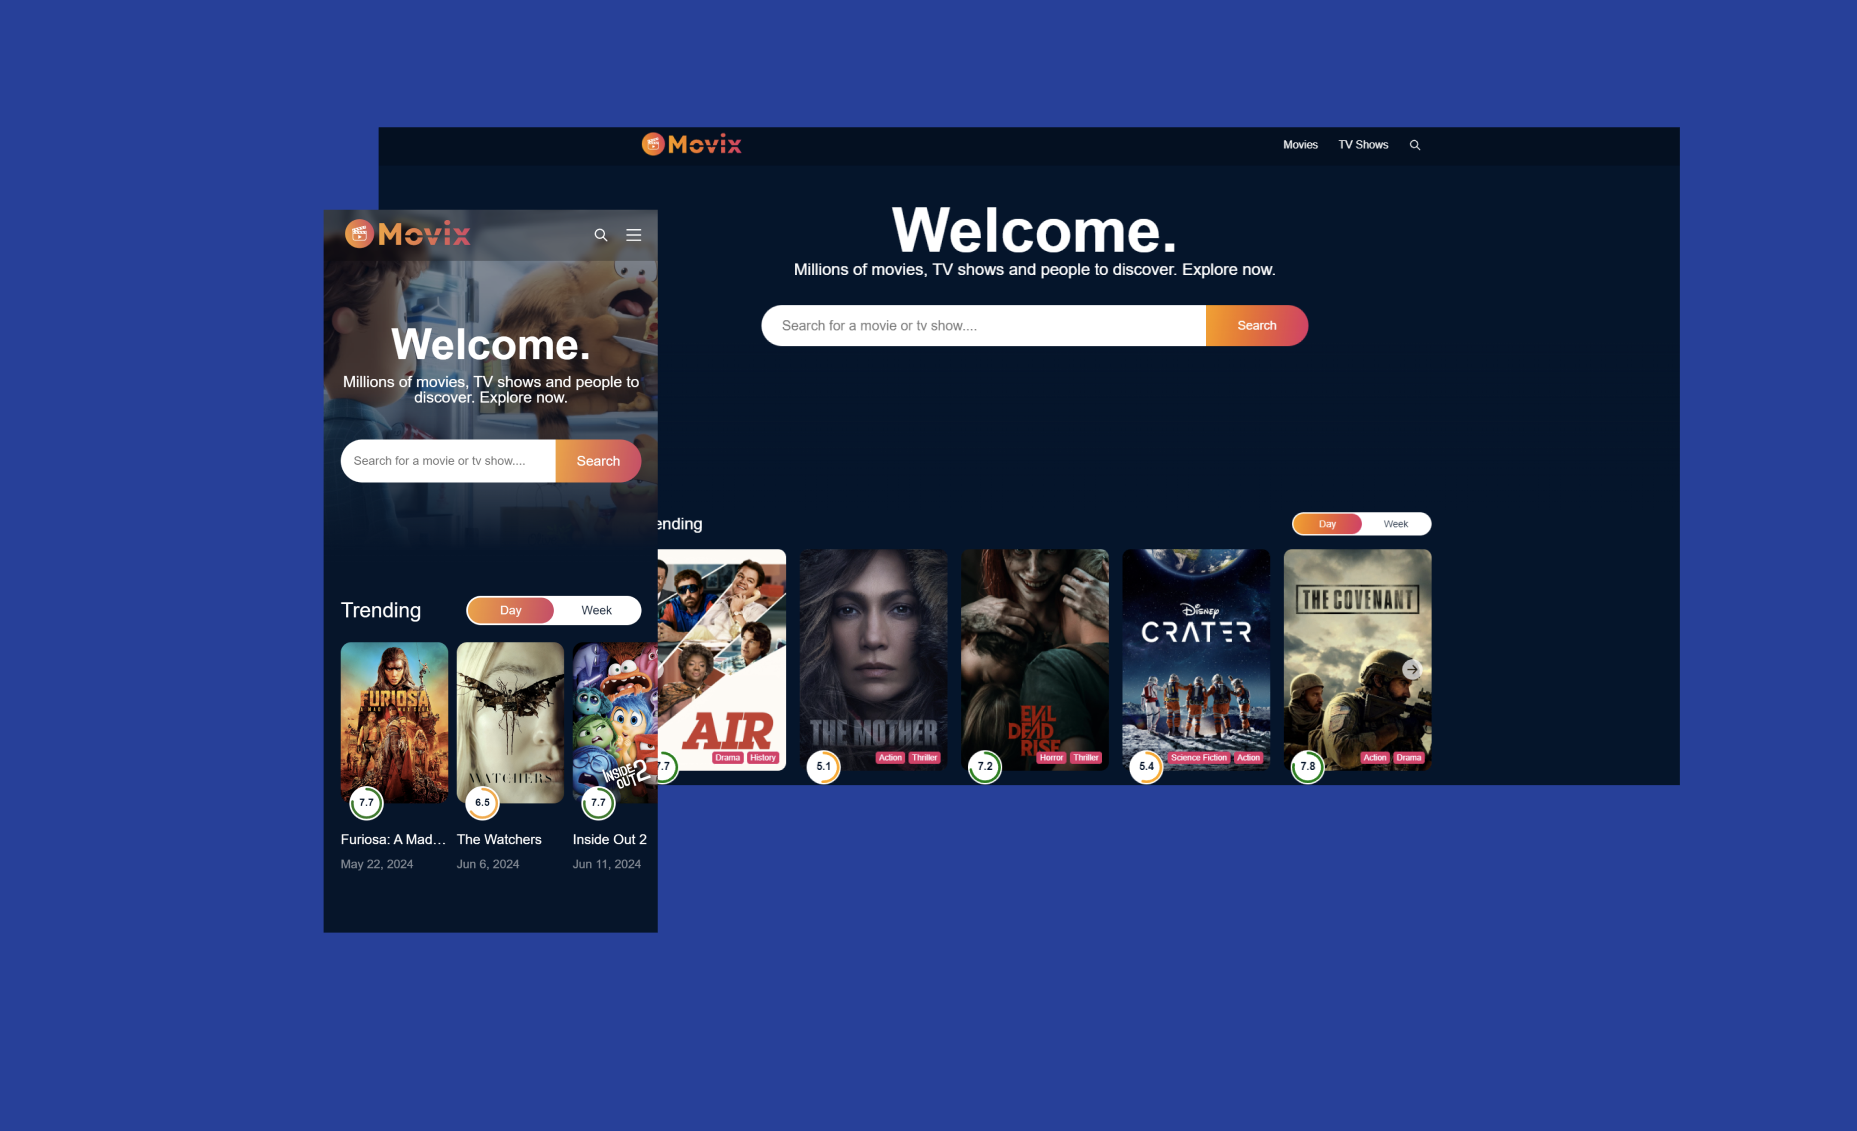 Movix
Movies
TV Shows
Welcome.
Millions of movies, TV shows and people to discover. Explore now.
Search for a movie or tv show....
Search
ending
Day
Week
AIR
Drama
History
7.7
THE MOTHER
Action
Thriller
5.1
EVIL
DEAD
RISE
Horror
Thriller
7.2
Disney
CRATER
Science Fiction
Action
5.4
THE COVENANT
Action
Drama
7.8
Movix
Welcome.
Millions of movies, TV shows and people to
discover. Explore now.
Search for a movie or tv show....
Search
Trending
Day
Week
FURIOSA
7.7
Furiosa: A Mad...
May 22, 2024
WATCHERS
6.5
The Watchers
Jun 6, 2024
INSIDE
OUT 2
7.7
Inside Out 2
Jun 11, 2024